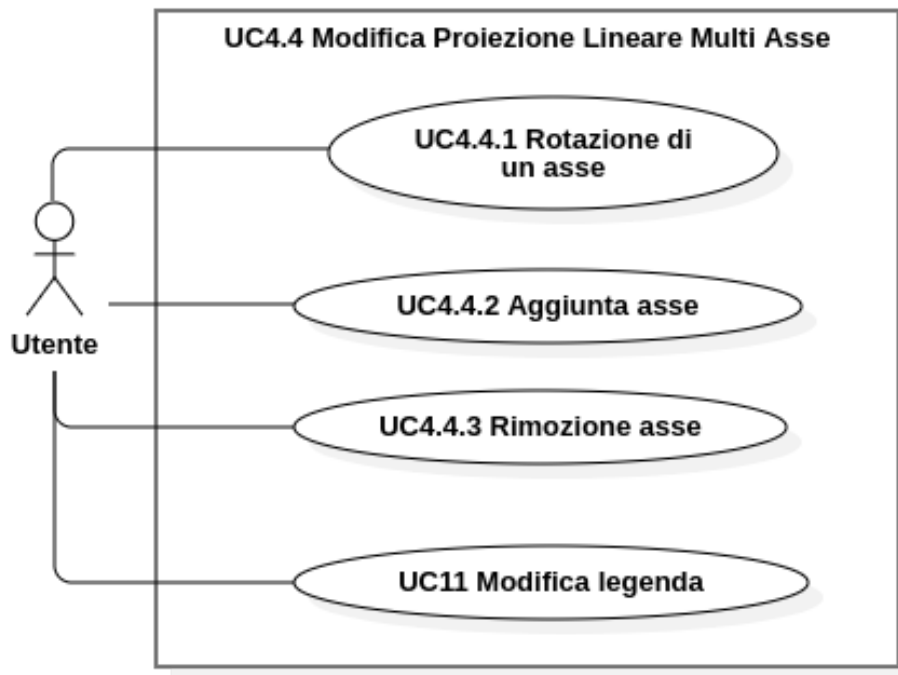 UC4.4 Modifica Proiezione Lineare Multi Asse
UC4.4.1 Rotazione di
un asse
UC4.4.2 Aggiunta asse
Utente
UC4.4.3 Rimozione asse
UC11 Modifica legenda